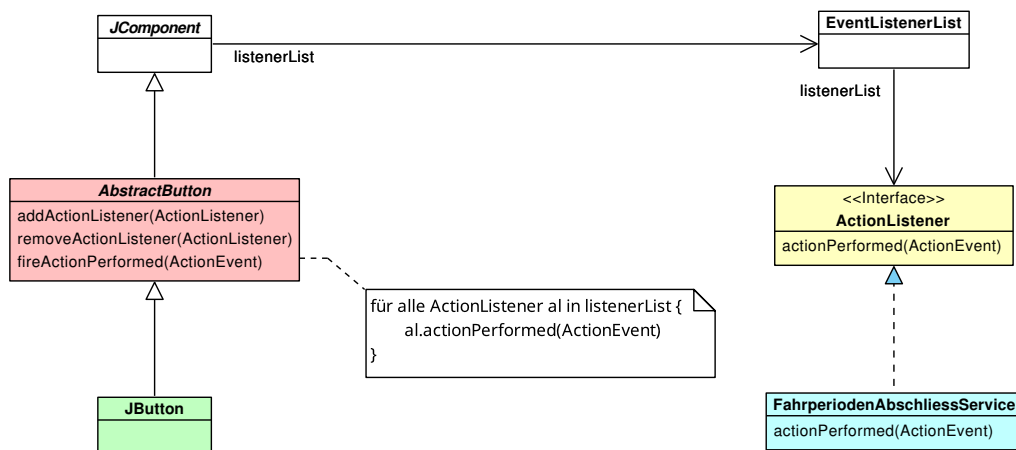 JComponent
listenerList
EventListenerList
listenerList
AbstractButton
addActionListener(ActionListener)
removeActionListener(ActionListener)
fireActionPerformed(ActionEvent)
<<Interface>>
ActionListener
actionPerformed(ActionEvent)
für alle ActionListener al in listenerList {
al.actionPerformed(ActionEvent)
}
JButton
FahrperiodenAbschliessService
actionPerformed(ActionEvent)